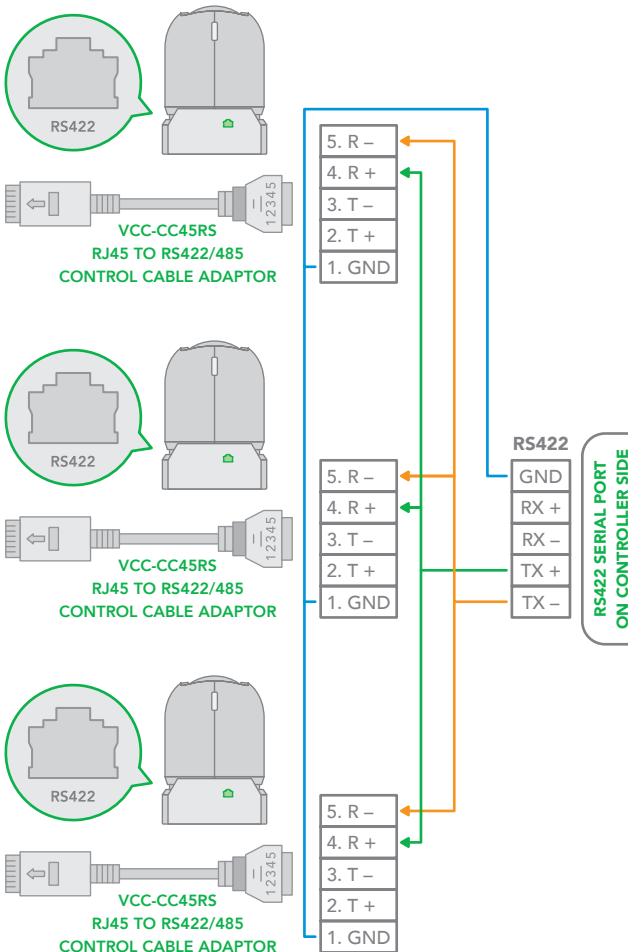 RS422
12345
VCC-CC45RS
RJ45 TO RS422/485
CONTROL CABLE ADAPTOR
5. R –
4. R +
3. T –
2. T +
1. GND
RS422
12345
VCC-CC45RS
RJ45 TO RS422/485
CONTROL CABLE ADAPTOR
5. R –
4. R +
3. T –
2. T +
1. GND
RS422
GND
RX +
RX –
TX +
TX –
RS422 SERIAL PORT
ON CONTROLLER SIDE
RS422
12345
VCC-CC45RS
RJ45 TO RS422/485
CONTROL CABLE ADAPTOR
5. R –
4. R +
3. T –
2. T +
1. GND